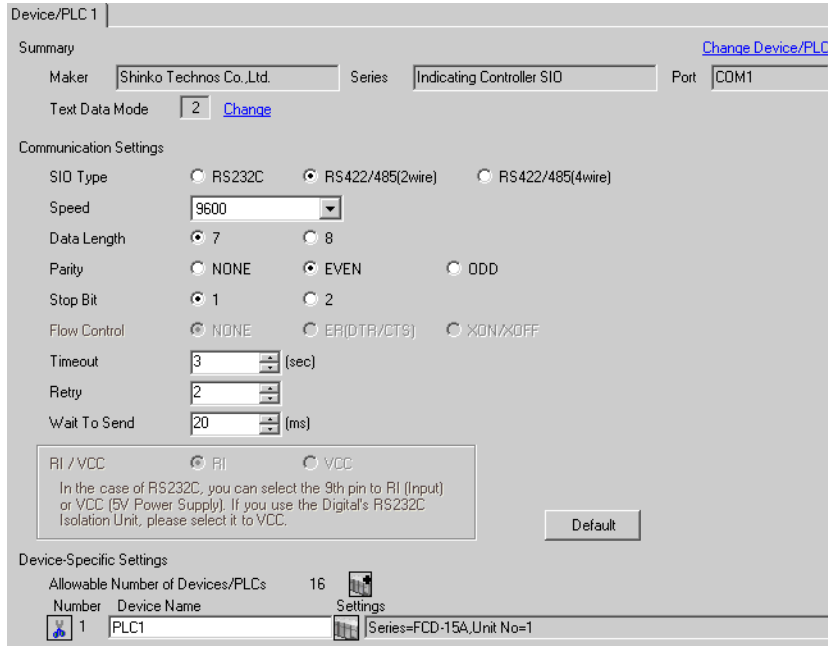 Device/PLC 1
Summary Change Device/PLC
Maker Shinko Technos Co.,Ltd. Series Indicating Controller SIO Port COM1
Text Data Mode 2 Change
Communication Settings
SIO Type RS232C RS422/485(2wire) RS422/485(4wire)
Speed 9600
Data Length 7 8
Parity NONE EVEN ODD
Stop Bit 1 2
Flow Control NONE ER(DTR/CTS) XON/XOFF
Timeout 3 (sec)
Retry 2
Wait To Send 20 (ms)
RI / VCC RI VCC
In the case of RS232C, you can select the 9th pin to RI (Input)
or VCC (5V Power Supply). If you use the Digital's RS232C
Isolation Unit, please select it to VCC.
Default
Device-Specific Settings
Allowable Number of Devices/PLCs 16
Number Device Name Settings
1 PLC1 Series=FCD-15A,Unit No=1